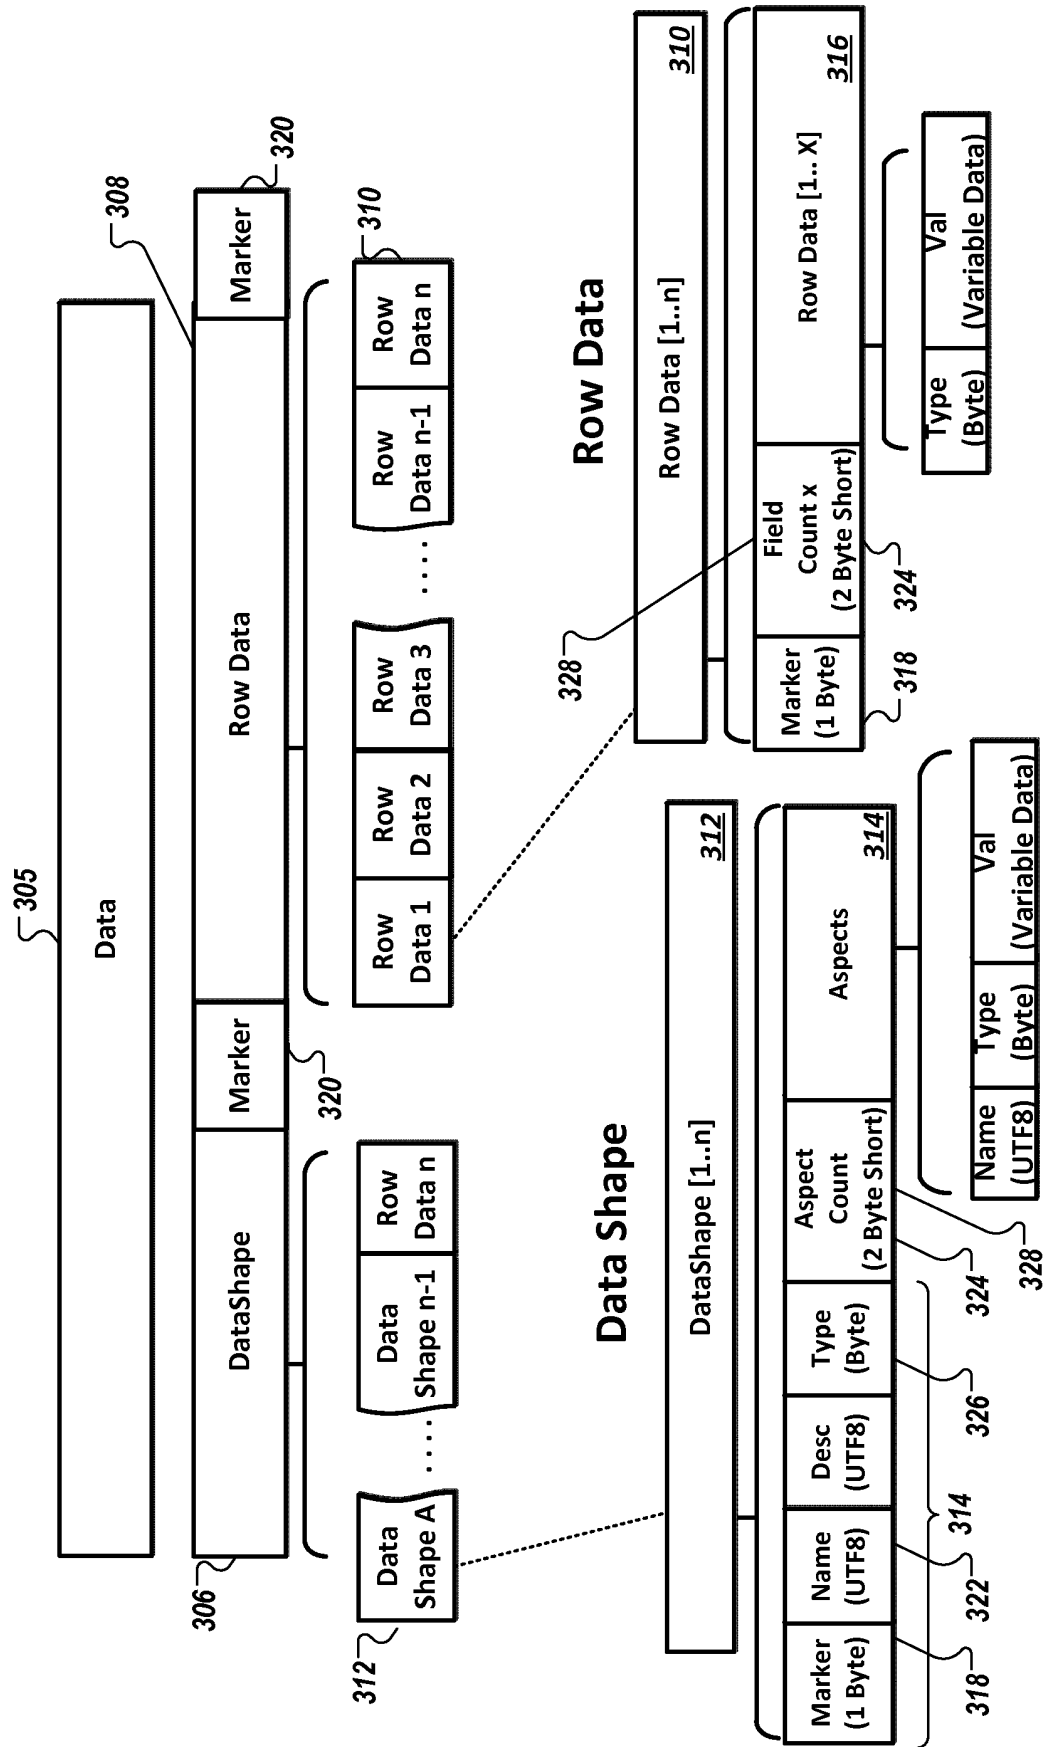 305
Data
308
306
DataShape
Marker
320
Row Data
Marker
320
312
Data
Shape A
....
Data
Shape n-1
Row
Data n
Row
Data 1
Row
Data 2
Row
Data 3
....
Row
Data n-1
Row
Data n
310
Data Shape
DataShape [1..n]
312
Marker
(1 Byte)
Name
(UTF8)
Desc
(UTF8)
Type
(Byte)
Aspect
Count
(2 Byte Short)
Aspects
314
318
322
326
324
328
314
Name
(UTF8)
Type
(Byte)
Val
(Variable Data)
Row Data
Row Data [1..n]
310
328
Marker
(1 Byte)
Field
Count x
(2 Byte Short)
Row Data [1.. X]
316
318
324
Type
(Byte)
Val
(Variable Data)